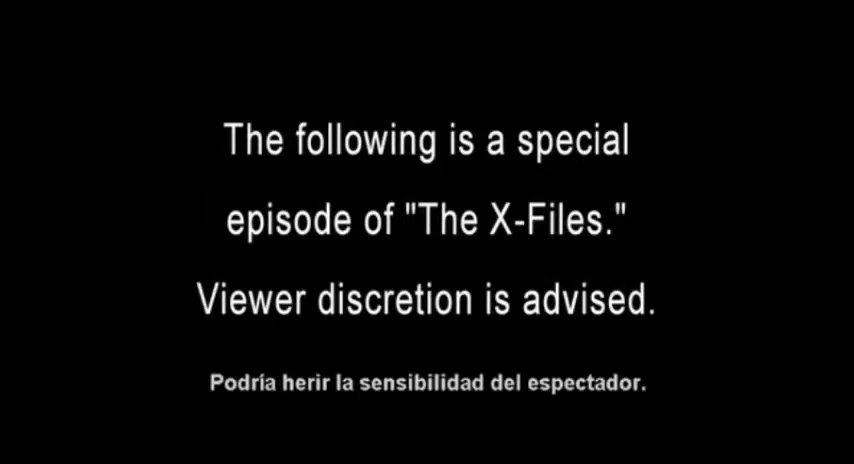 The following is a special
episode of "The X-Files."
Viewer discretion is advised.
Podría herir la sensibilidad del espectador.